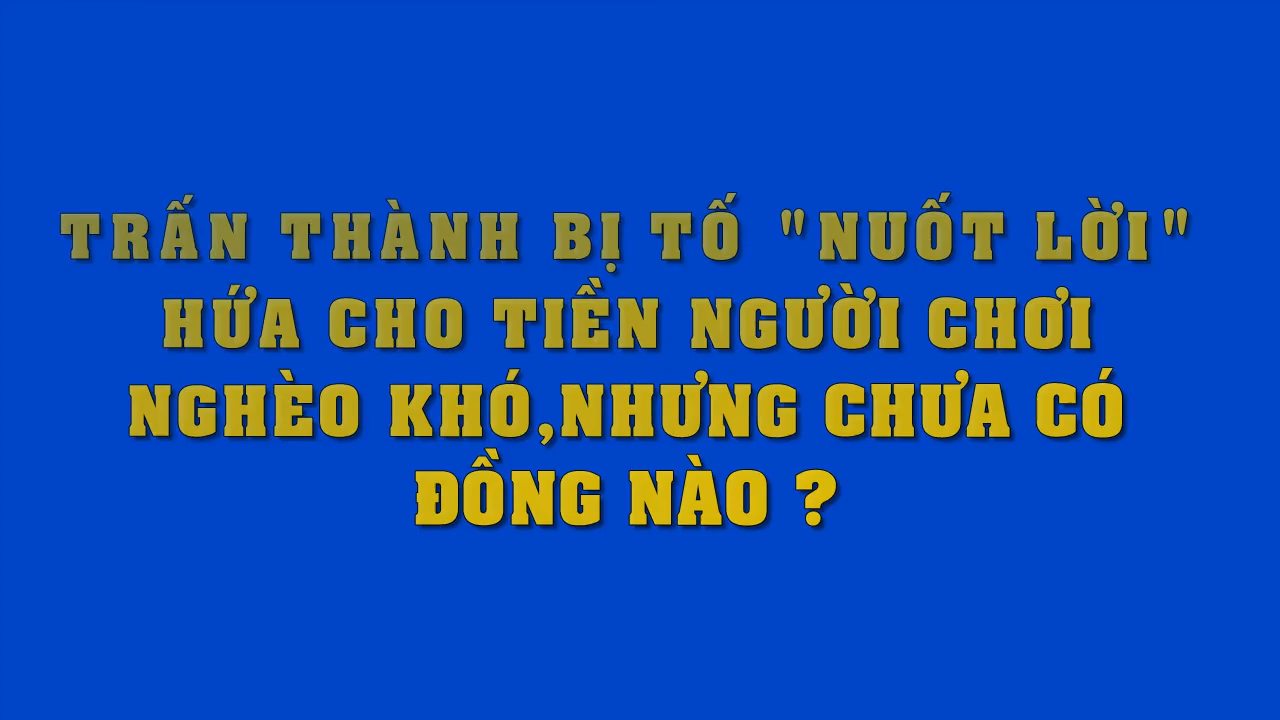 TRẤN THÀNH BỊ TỐ "NUỐT LỜI"
HỨA CHO TIỀN NGƯỜI CHƠI
NGHÈO KHÓ,NHƯNG CHƯA CÓ
ĐỒNG NÀO ?